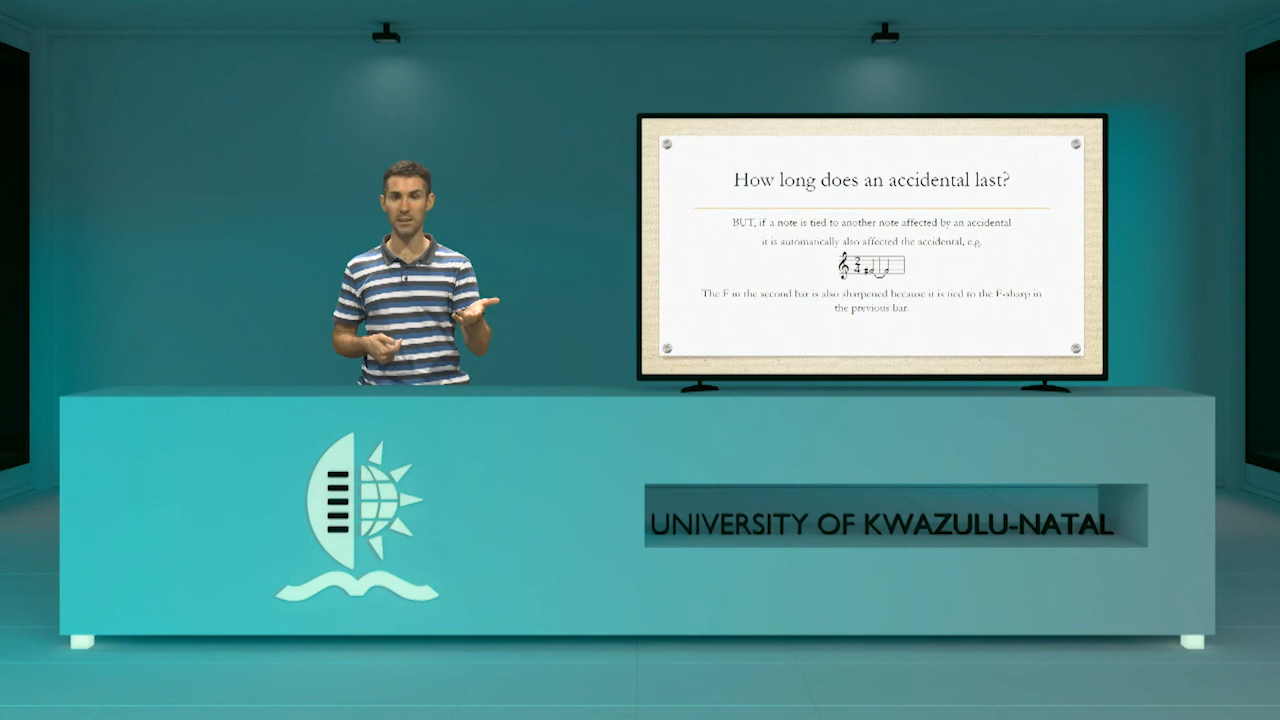 How long does an accidental last?
BUT, if a note is tied to another note affected by an accidental
it is automatically also affected the accidental, e.g.
The F in the second bar is also sharpened because it is tied to the F-sharp in
the previous bar.
UNIVERSITY OF KWAZULU-NATAL